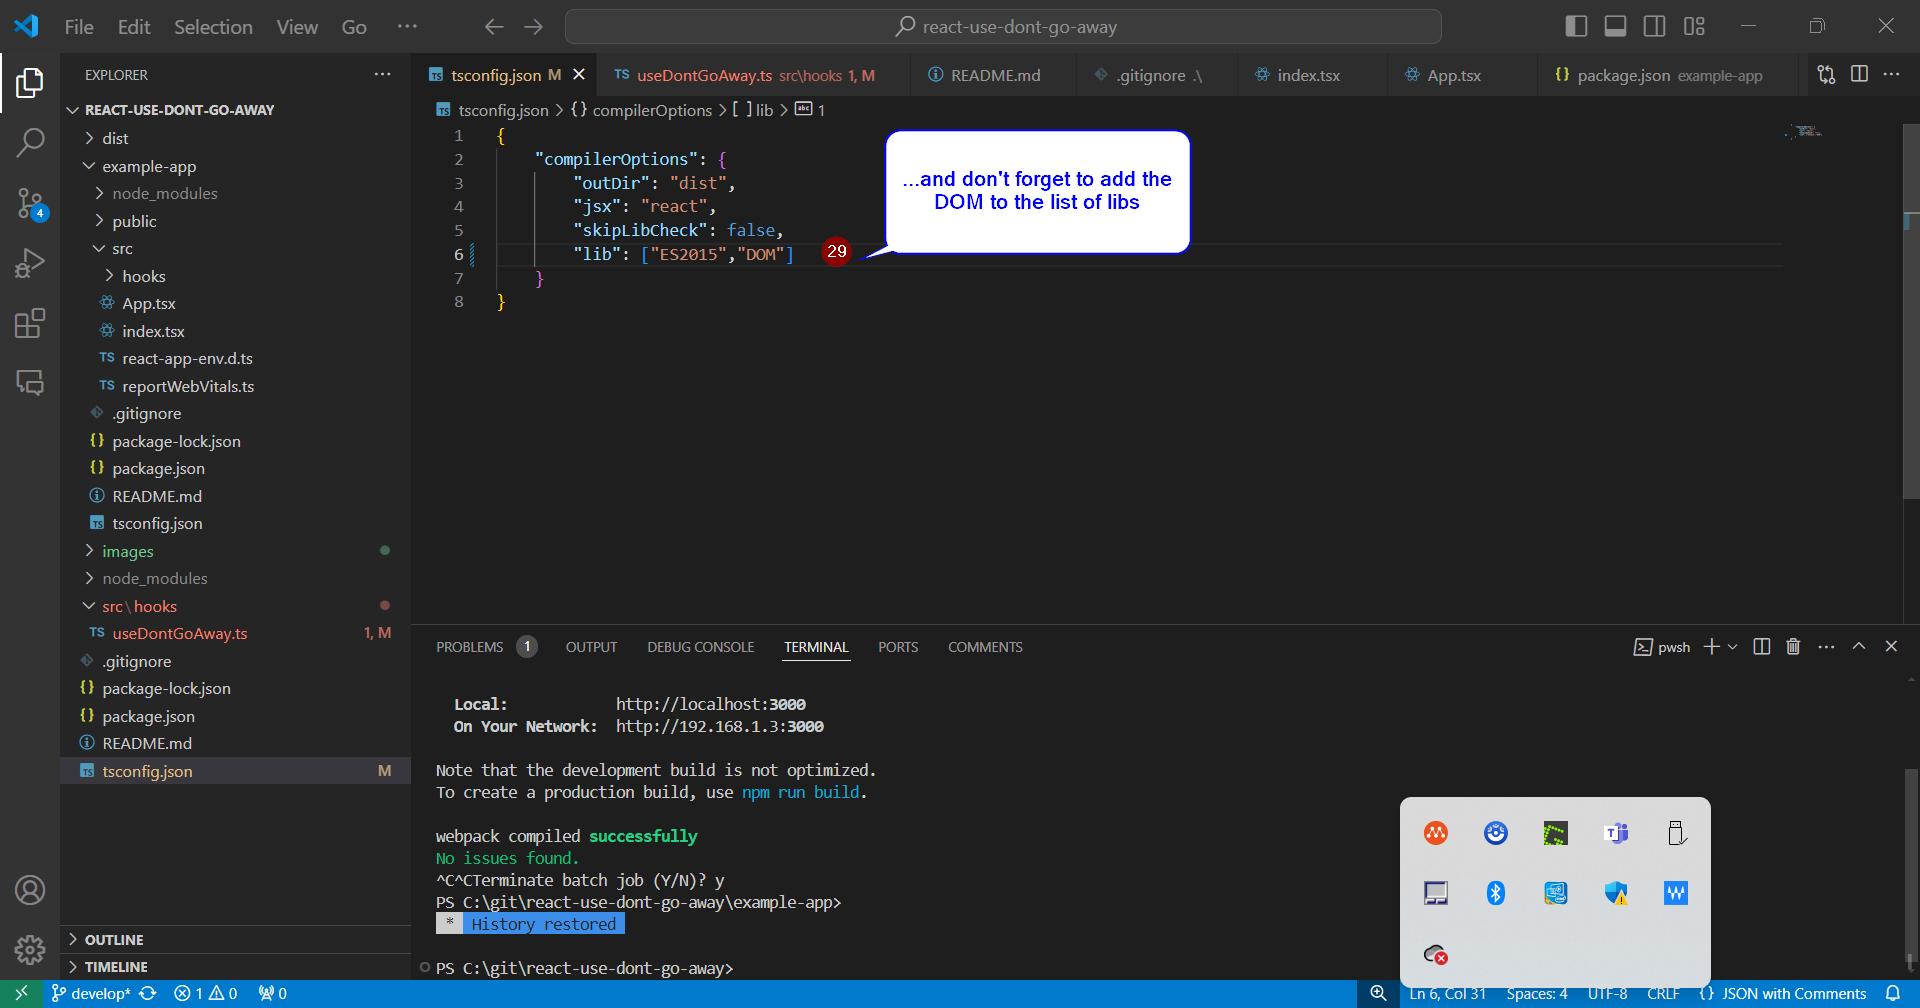 File Edit Selection View Go
react-use-dont-go-away
EXPLORER
REACT-USE-DONT-GO-AWAY
dist
example-app
node_modules
public
src
hooks
App.tsx
index.tsx
TS react-app-env.d.ts
TS reportWebVitals.ts
.gitignore
{} package-lock.json
{} package.json
README.md
TS tsconfig.json
images
node_modules
src\hooks
TS useDontGoAway.ts 1, M
.gitignore
{} package-lock.json
{} package.json
README.md
TS tsconfig.json M
OUTLINE
TIMELINE
4
TS tsconfig.json M
TS useDontGoAway.ts src\hooks 1, M
README.md
.gitignore .\
index.tsx
App.tsx
{} package.json example-app
TS tsconfig.json > {} compilerOptions > [ ] lib > abc 1
1 {
2 "compilerOptions": {
3 "outDir": "dist",
4 "jsx": "react",
5 "skipLibCheck": false,
6 "lib": ["ES2015","DOM"]
7 }
8 }
29
...and don't forget to add the
DOM to the list of libs
PROBLEMS 1 OUTPUT DEBUG CONSOLE TERMINAL PORTS COMMENTS
pwsh
Local: http://localhost:3000
On Your Network: http://192.168.1.3:3000
Note that the development build is not optimized.
To create a production build, use npm run build.
webpack compiled successfully
No issues found.
^C^CTerminate batch job (Y/N)? y
PS C:\git\react-use-dont-go-away\example-app>
* History restored
PS C:\git\react-use-dont-go-away>
develop* 1 0 0
Ln 6, Col 31 Spaces: 4 UTF-8 CRLF {} JSON with Comments